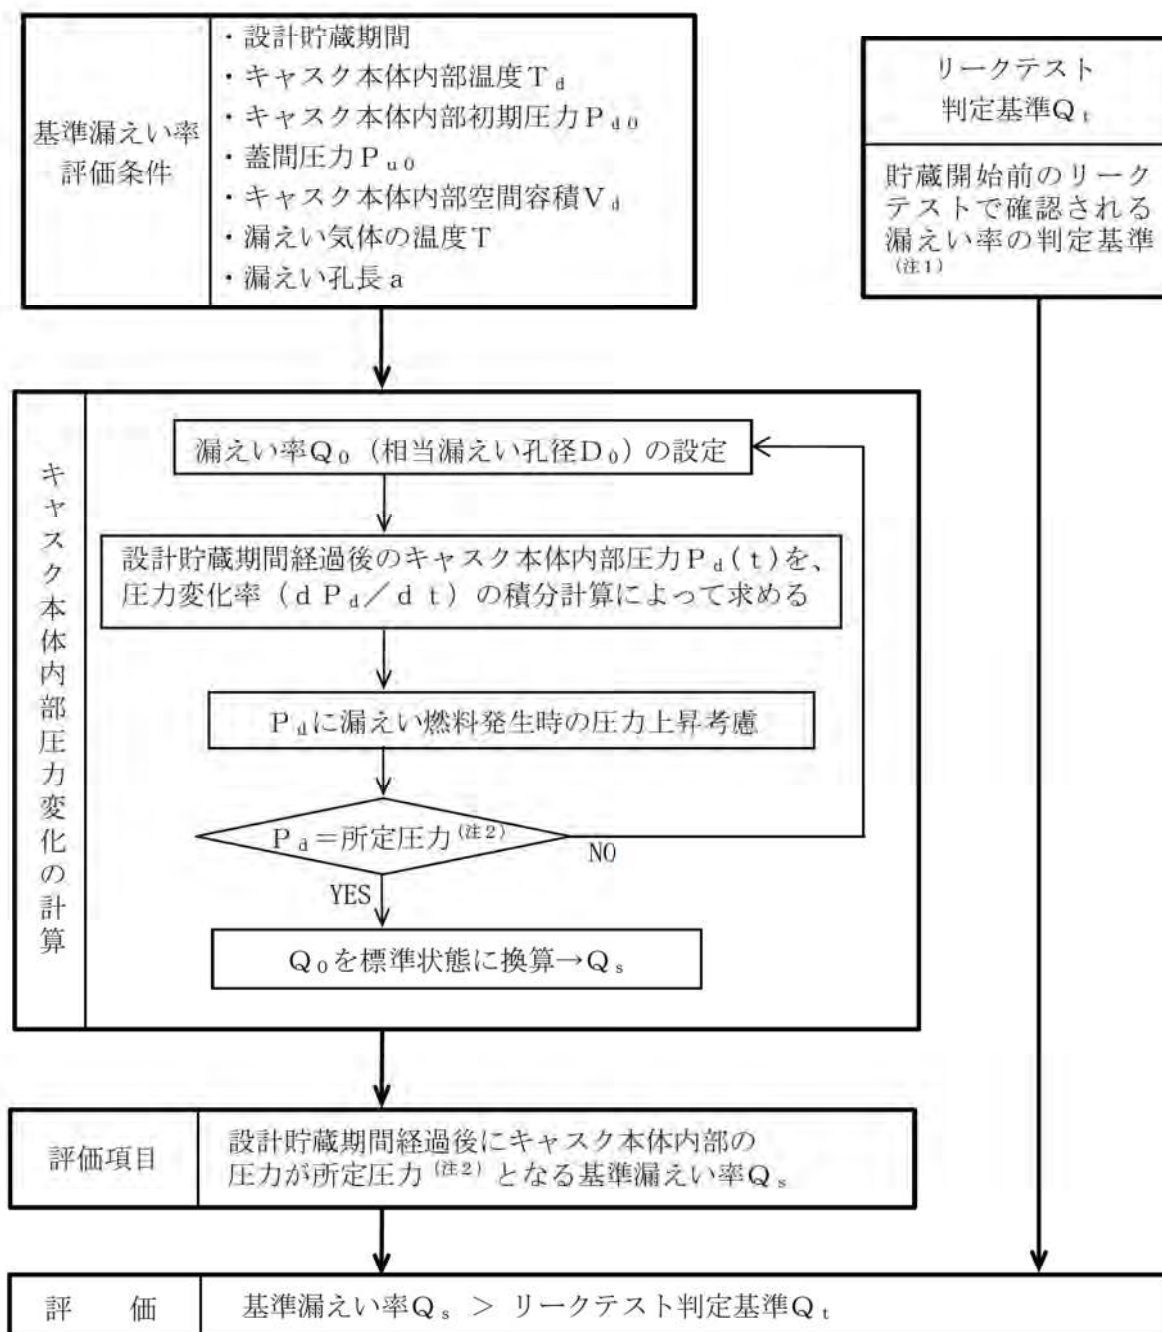 基準漏えい率
評価条件
・設計貯蔵期間
・キャスク本体内部温度Td
・キャスク本体内部初期圧力Pd0
・蓋間圧力Pu0
・キャスク本体内部空間容積Vd
・漏えい気体の温度T
・漏えい孔長a
リークテスト
判定基準Qt
貯蔵開始前のリーク
テストで確認される
漏えい率の判定基準
(注1)
キャスク本体内部圧力変化の計算
漏えい率Q0（相当漏えい孔径D0）の設定
設計貯蔵期間経過後のキャスク本体内部圧力Pd(t)を、
圧力変化率（dPd／dt）の積分計算によって求める
Pdに漏えい燃料発生時の圧力上昇考慮
Pd＝所定圧力(注2)
NO
YES
Q0を標準状態に換算→Qs
評価項目
設計貯蔵期間経過後にキャスク本体内部の
圧力が所定圧力(注2)となる基準漏えい率Qs
評　価
基準漏えい率Qs ＞ リークテスト判定基準Qt